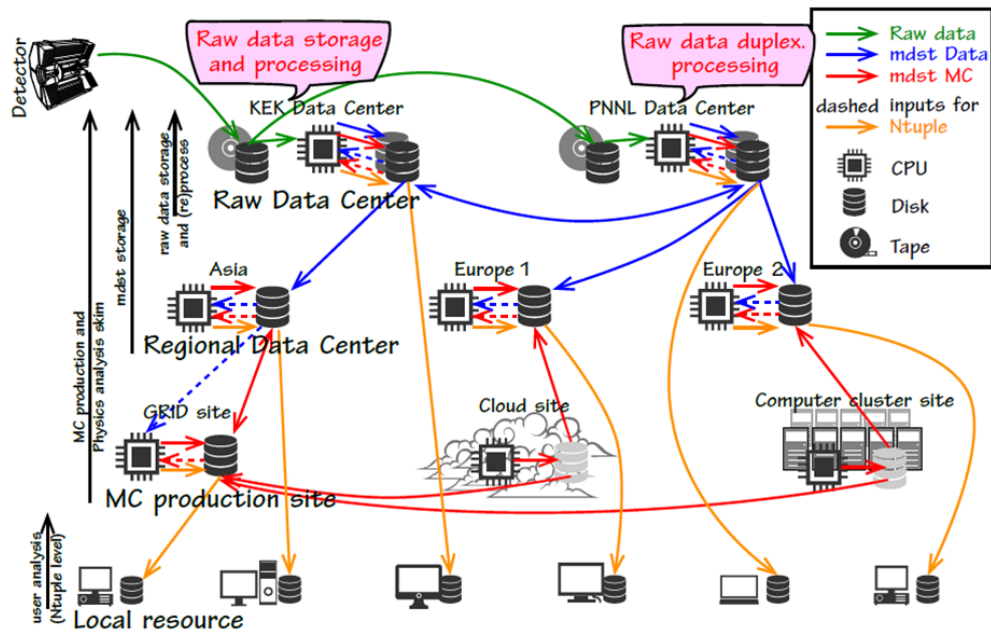 Detector
Raw data storage
and processing
Raw data duplex.
processing
Raw data
mdst Data
mdst MC
dashed inputs for
Ntuple
CPU
Disk
Tape
KEK Data Center
PNNL Data Center
Raw Data Center
raw data storage
and (re)process
mdst storage
MC production and
Physics analysis skim
Asia
Europe 1
Europe 2
Regional Data Center
GRID site
Cloud site
Computer cluster site
MC production site
user analysis
(Ntuple level)
Local resource